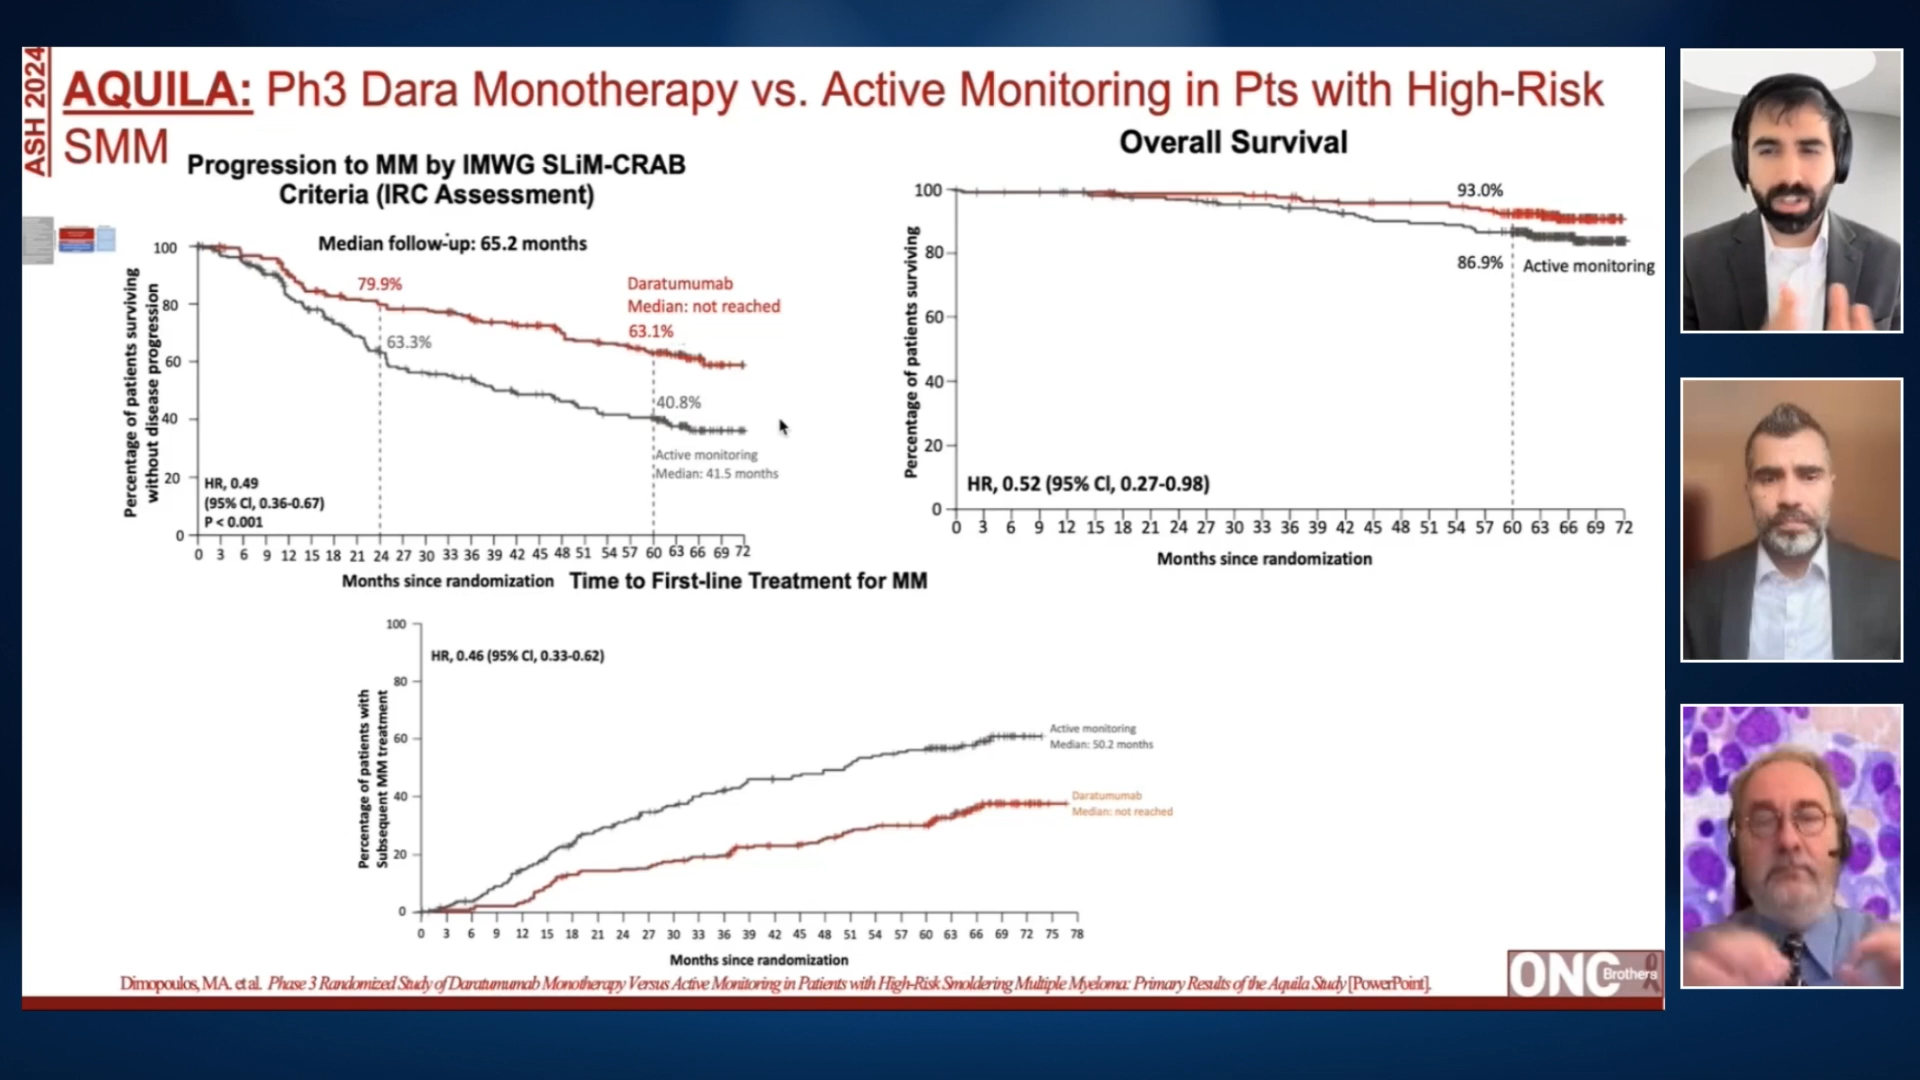 ASH 2024
AQUILA: Ph3 Dara Monotherapy vs. Active Monitoring in Pts with High-Risk
SMM
Progression to MM by IMWG SLiM-CRAB
Criteria (IRC Assessment)
Median follow-up: 65.2 months
Percentage of patients surviving
without disease progression
100
80
60
40
20
0
79.9%
63.3%
Daratumumab
Median: not reached
63.1%
40.8%
Active monitoring
Median: 41.5 months
HR, 0.49
(95% CI, 0.36-0.67)
P < 0.001
0 3 6 9 12 15 18 21 24 27 30 33 36 39 42 45 48 51 54 57 60 63 66 69 72
Months since randomization
Overall Survival
Percentage of patients surviving
100
80
60
40
20
0
93.0%
86.9%
Active monitoring
HR, 0.52 (95% CI, 0.27-0.98)
0 3 6 9 12 15 18 21 24 27 30 33 36 39 42 45 48 51 54 57 60 63 66 69 72
Months since randomization
Time to First-line Treatment for MM
Percentage of patients with
Subsequent MM treatment
100
80
60
40
20
0
HR, 0.46 (95% CI, 0.33-0.62)
Active monitoring
Median: 50.2 months
Daratumumab
Median: not reached
0 3 6 9 12 15 18 21 24 27 30 33 36 39 42 45 48 51 54 57 60 63 66 69 72 75 78
Months since randomization
Dimopoulos, MA. et al. Phase 3 Randomized Study of Daratumumab Monotherapy Versus Active Monitoring in Patients with High-Risk Smoldering Multiple Myeloma: Primary Results of the Aquila Study [PowerPoint].
ONC Brothers